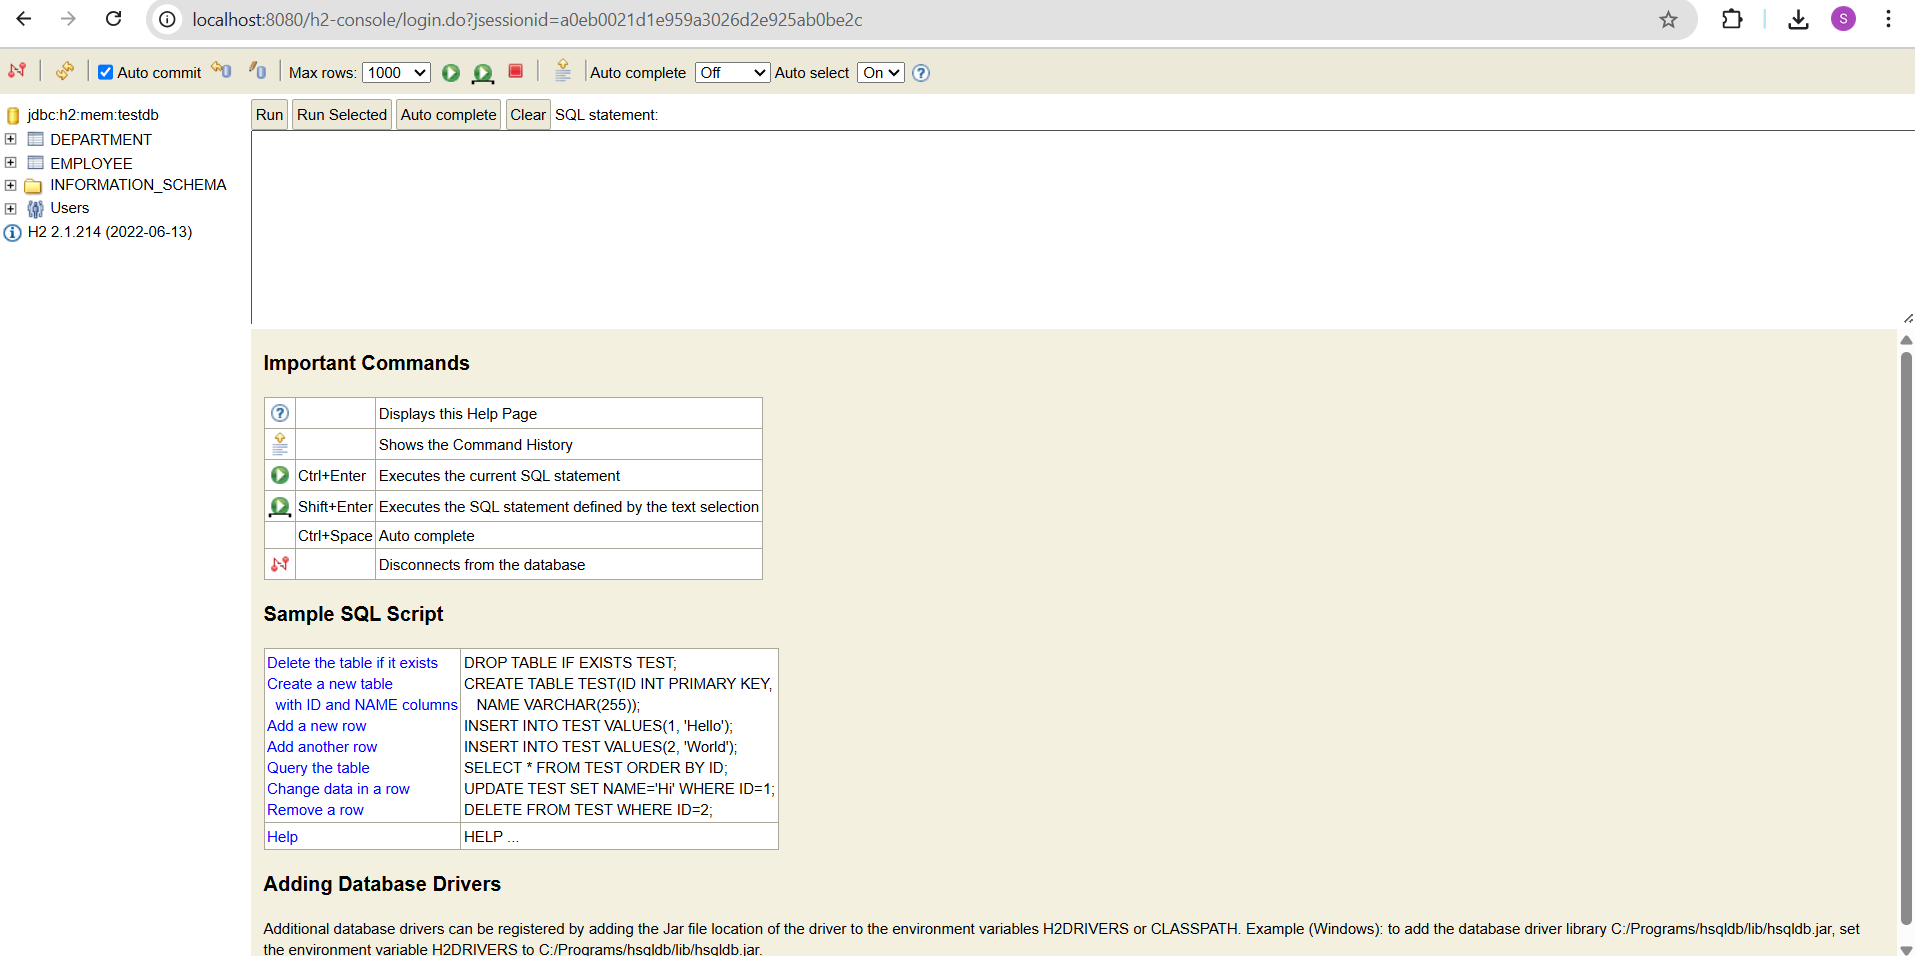 localhost:8080/h2-console/login.do?jsessionid=a0eb0021d1e959a3026d2e925ab0be2c
S
Auto commit Max rows: 1000 Auto complete Off Auto select On
jdbc:h2:mem:testdb
DEPARTMENT
EMPLOYEE
INFORMATION_SCHEMA
Users
H2 2.1.214 (2022-06-13)
Run Run Selected Auto complete Clear SQL statement:
Important Commands
Displays this Help Page
Shows the Command History
Ctrl+Enter Executes the current SQL statement
Shift+Enter Executes the SQL statement defined by the text selection
Ctrl+Space Auto complete
Disconnects from the database
Sample SQL Script
Delete the table if it exists DROP TABLE IF EXISTS TEST;
Create a new table CREATE TABLE TEST(ID INT PRIMARY KEY,
with ID and NAME columns NAME VARCHAR(255));
Add a new row INSERT INTO TEST VALUES(1, 'Hello');
Add another row INSERT INTO TEST VALUES(2, 'World');
Query the table SELECT * FROM TEST ORDER BY ID;
Change data in a row UPDATE TEST SET NAME='Hi' WHERE ID=1;
Remove a row DELETE FROM TEST WHERE ID=2;
Help HELP ...
Adding Database Drivers
Additional database drivers can be registered by adding the Jar file location of the driver to the environment variables H2DRIVERS or CLASSPATH. Example (Windows): to add the database driver library C:/Programs/hsqldb/lib/hsqldb.jar, set
the environment variable H2DRIVERS to C:/Programs/hsqldb/lib/hsqldb.jar.